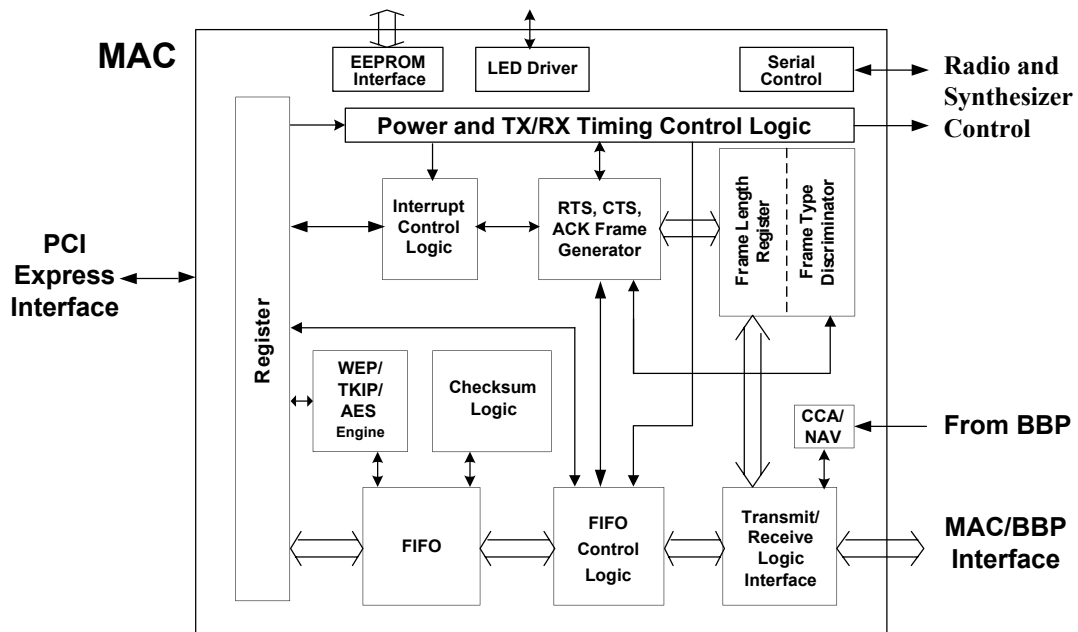 MAC
EEPROM
Interface
LED Driver
Serial
Control
Radio and
Synthesizer
Control
Power and TX/RX Timing Control Logic
Interrupt
Control
Logic
RTS, CTS,
ACK Frame
Generator
Frame Length
Register
Frame Type
Discriminator
PCI
Express
Interface
Register
WEP/
TKIP/
AES
Engine
Checksum
Logic
CCA/
NAV
From BBP
FIFO
FIFO
Control
Logic
Transmit/
Receive
Logic
Interface
MAC/BBP
Interface